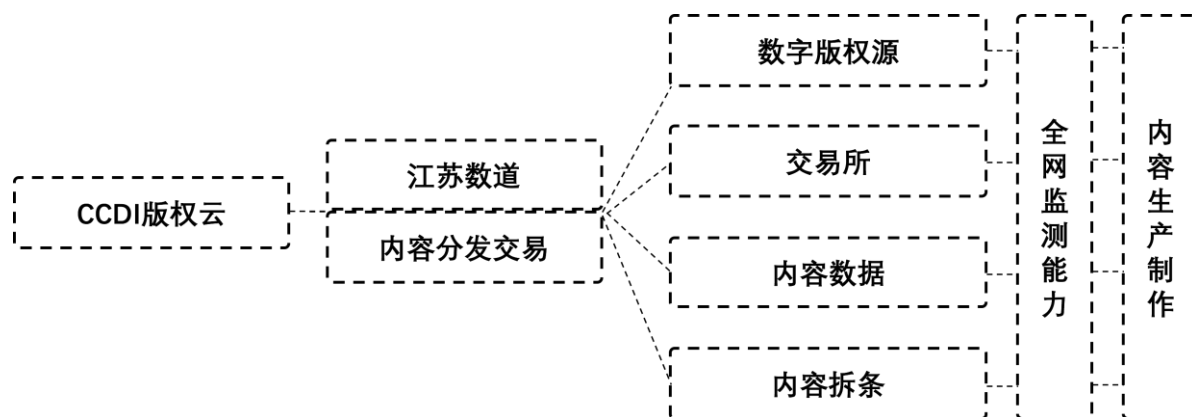 CCDI版权云
江苏数道
内容分发交易
数字版权源
交易所
内容数据
内容拆条
全网监测能力
内容生产制作